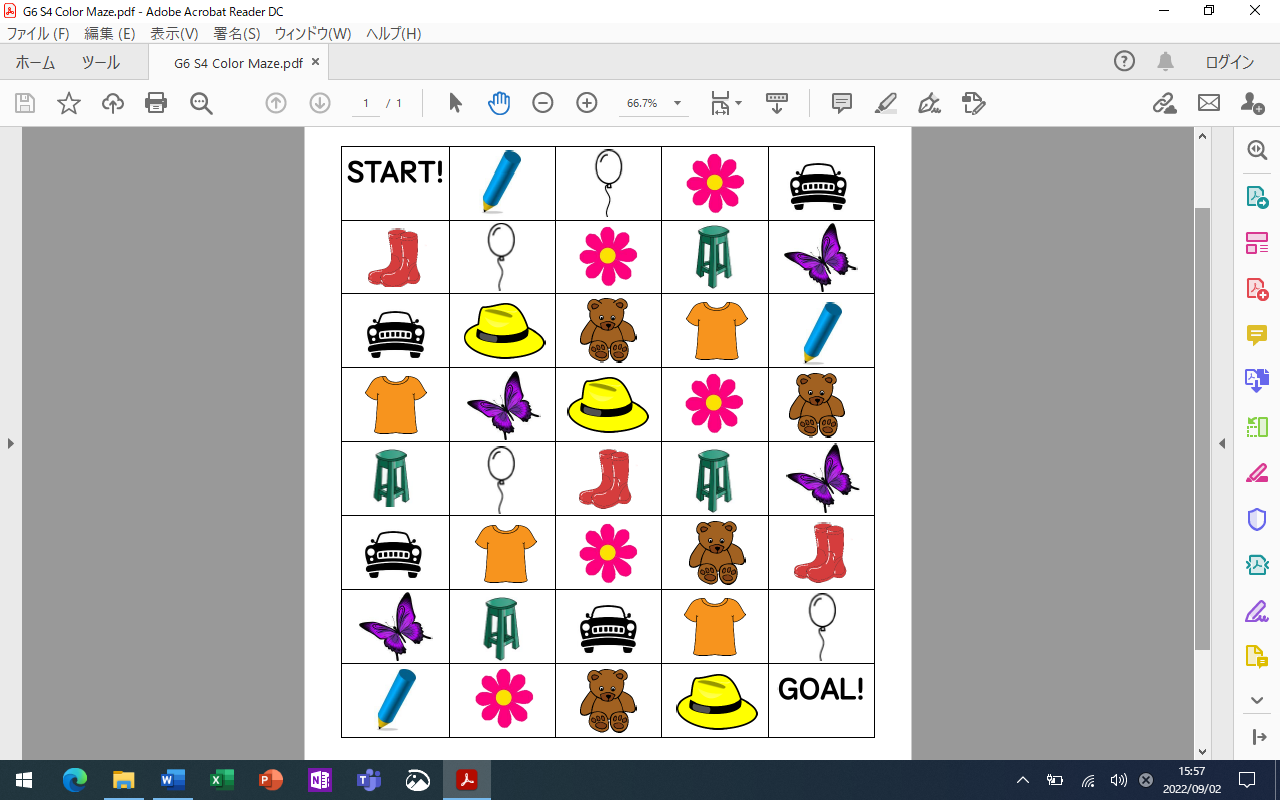 G6 S4 Color Maze.pdf - Adobe Acrobat Reader DC
ファイル (F) 編集 (E) 表示(V) 署名(S) ウィンドウ(W) ヘルプ(H)
ホーム ツール G6 S4 Color Maze.pdf × ログイン
1 / 1 66.7%
START!
GOAL!
15:57
2022/09/02